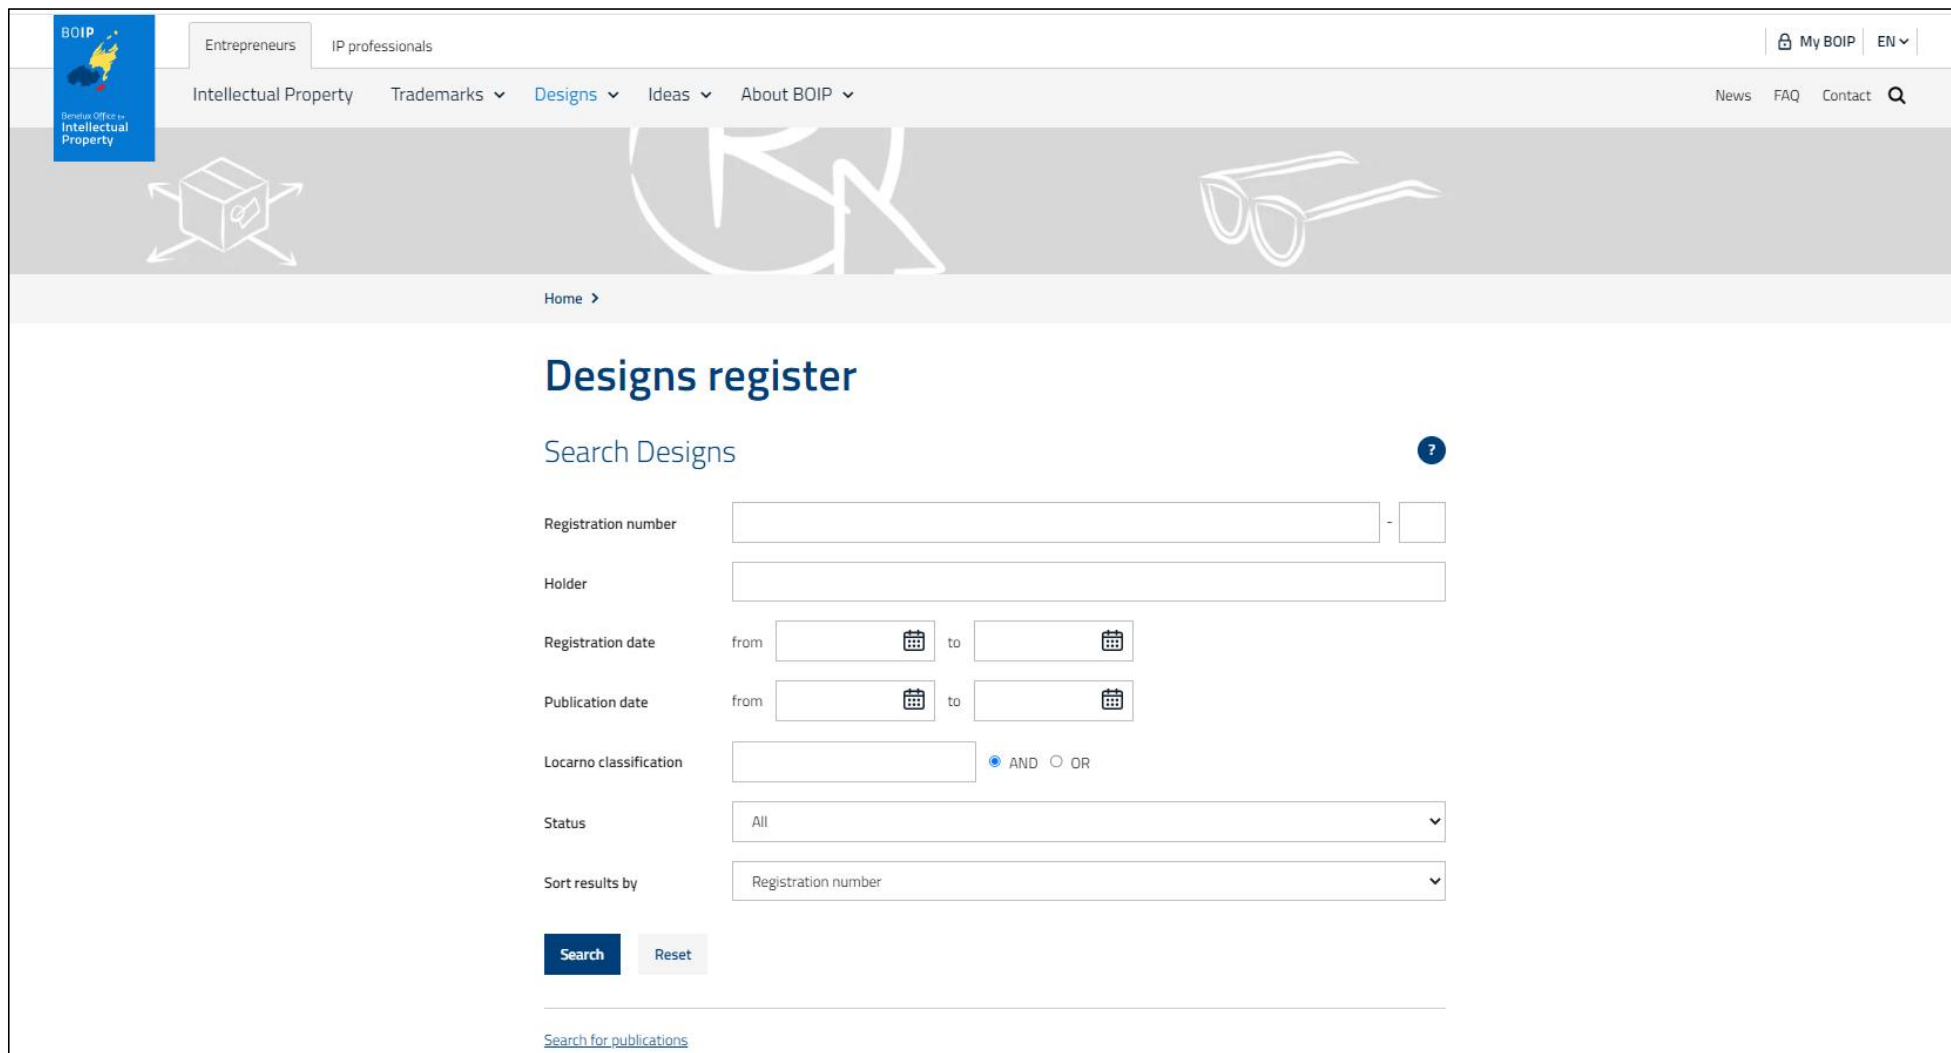 BOIP
Benelux Office for
Intellectual
Property
Entrepreneurs IP professionals
My BOIP EN
Intellectual Property Trademarks Designs Ideas About BOIP
News FAQ Contact
Home
Designs register
Search Designs ?
Registration number -
Holder
Registration date from to
Publication date from to
Locarno classification AND OR
Status All
Sort results by Registration number
Search Reset
Search for publications